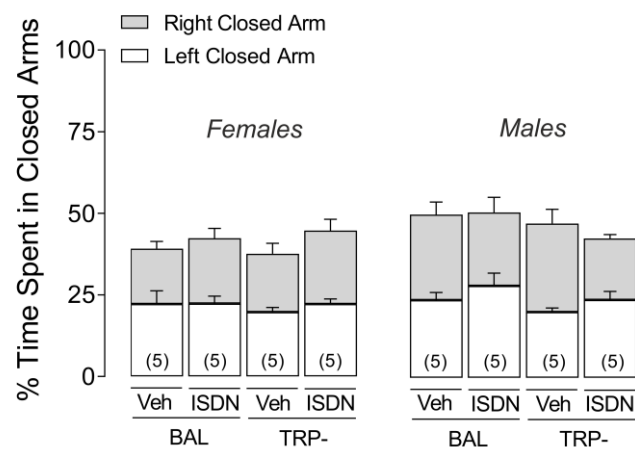 % Time Spent in Closed Arms
Right Closed Arm
Left Closed Arm
100
75
50
25
0
Females
Males
(5) (5) (5) (5) (5) (5) (5) (5)
Veh ISDN Veh ISDN Veh ISDN Veh ISDN
BAL TRP- BAL TRP-